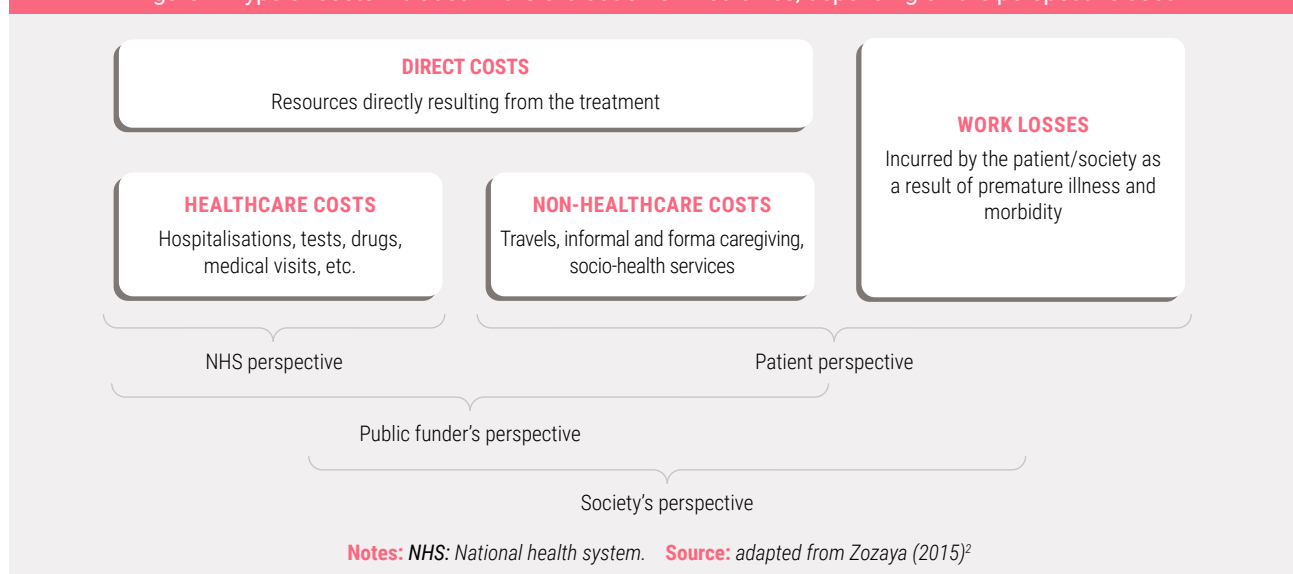 DIRECT COSTS
Resources directly resulting from the treatment
WORK LOSSES
Incurred by the patient/society as
a result of premature illness and
morbidity
HEALTHCARE COSTS
Hospitalisations, tests, drugs,
medical visits, etc.
NON-HEALTHCARE COSTS
Travels, informal and forma caregiving,
socio-health services
NHS perspective
Patient perspective
Public funder's perspective
Society's perspective
Notes: NHS: National health system. Source: adapted from Zozaya (2015)2